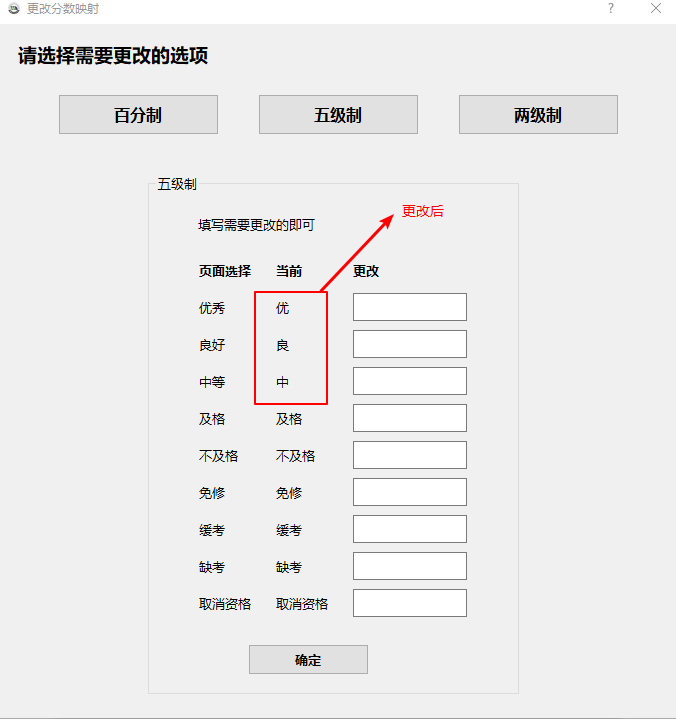 更改分数映射
请选择需要更改的选项
百分制 五级制 两级制
五级制
更改后
填写需要更改的即可
页面选择 当前 更改
优秀 优
良好 良
中等 中
及格 及格
不及格 不及格
免修 免修
缓考 缓考
缺考 缺考
取消资格 取消资格
确定